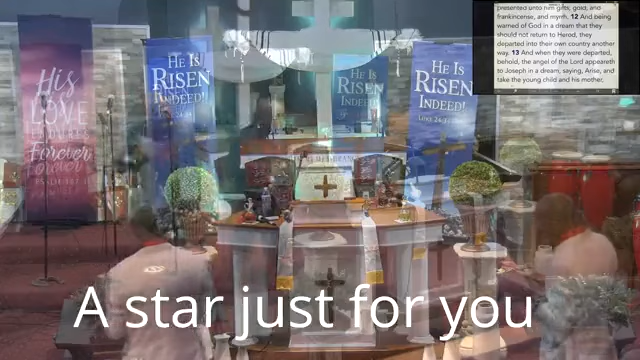 presented unto him gifts; gold, and
frankincense, and myrrh. 12 And being
warned of God in a dream that they
should not return to Herod, they
departed into their own country another
way. 13 And when they were departed,
behold, the angel of the Lord appeareth
to Joseph in a dream, saying, Arise, and
take the young child and his mother,
His
LOVE
ENDURES
Forever
HE IS
RISEN
INDEED!
HE IS
RISEN
INDEED!
HE IS
RISEN
INDEED!
A star just for you